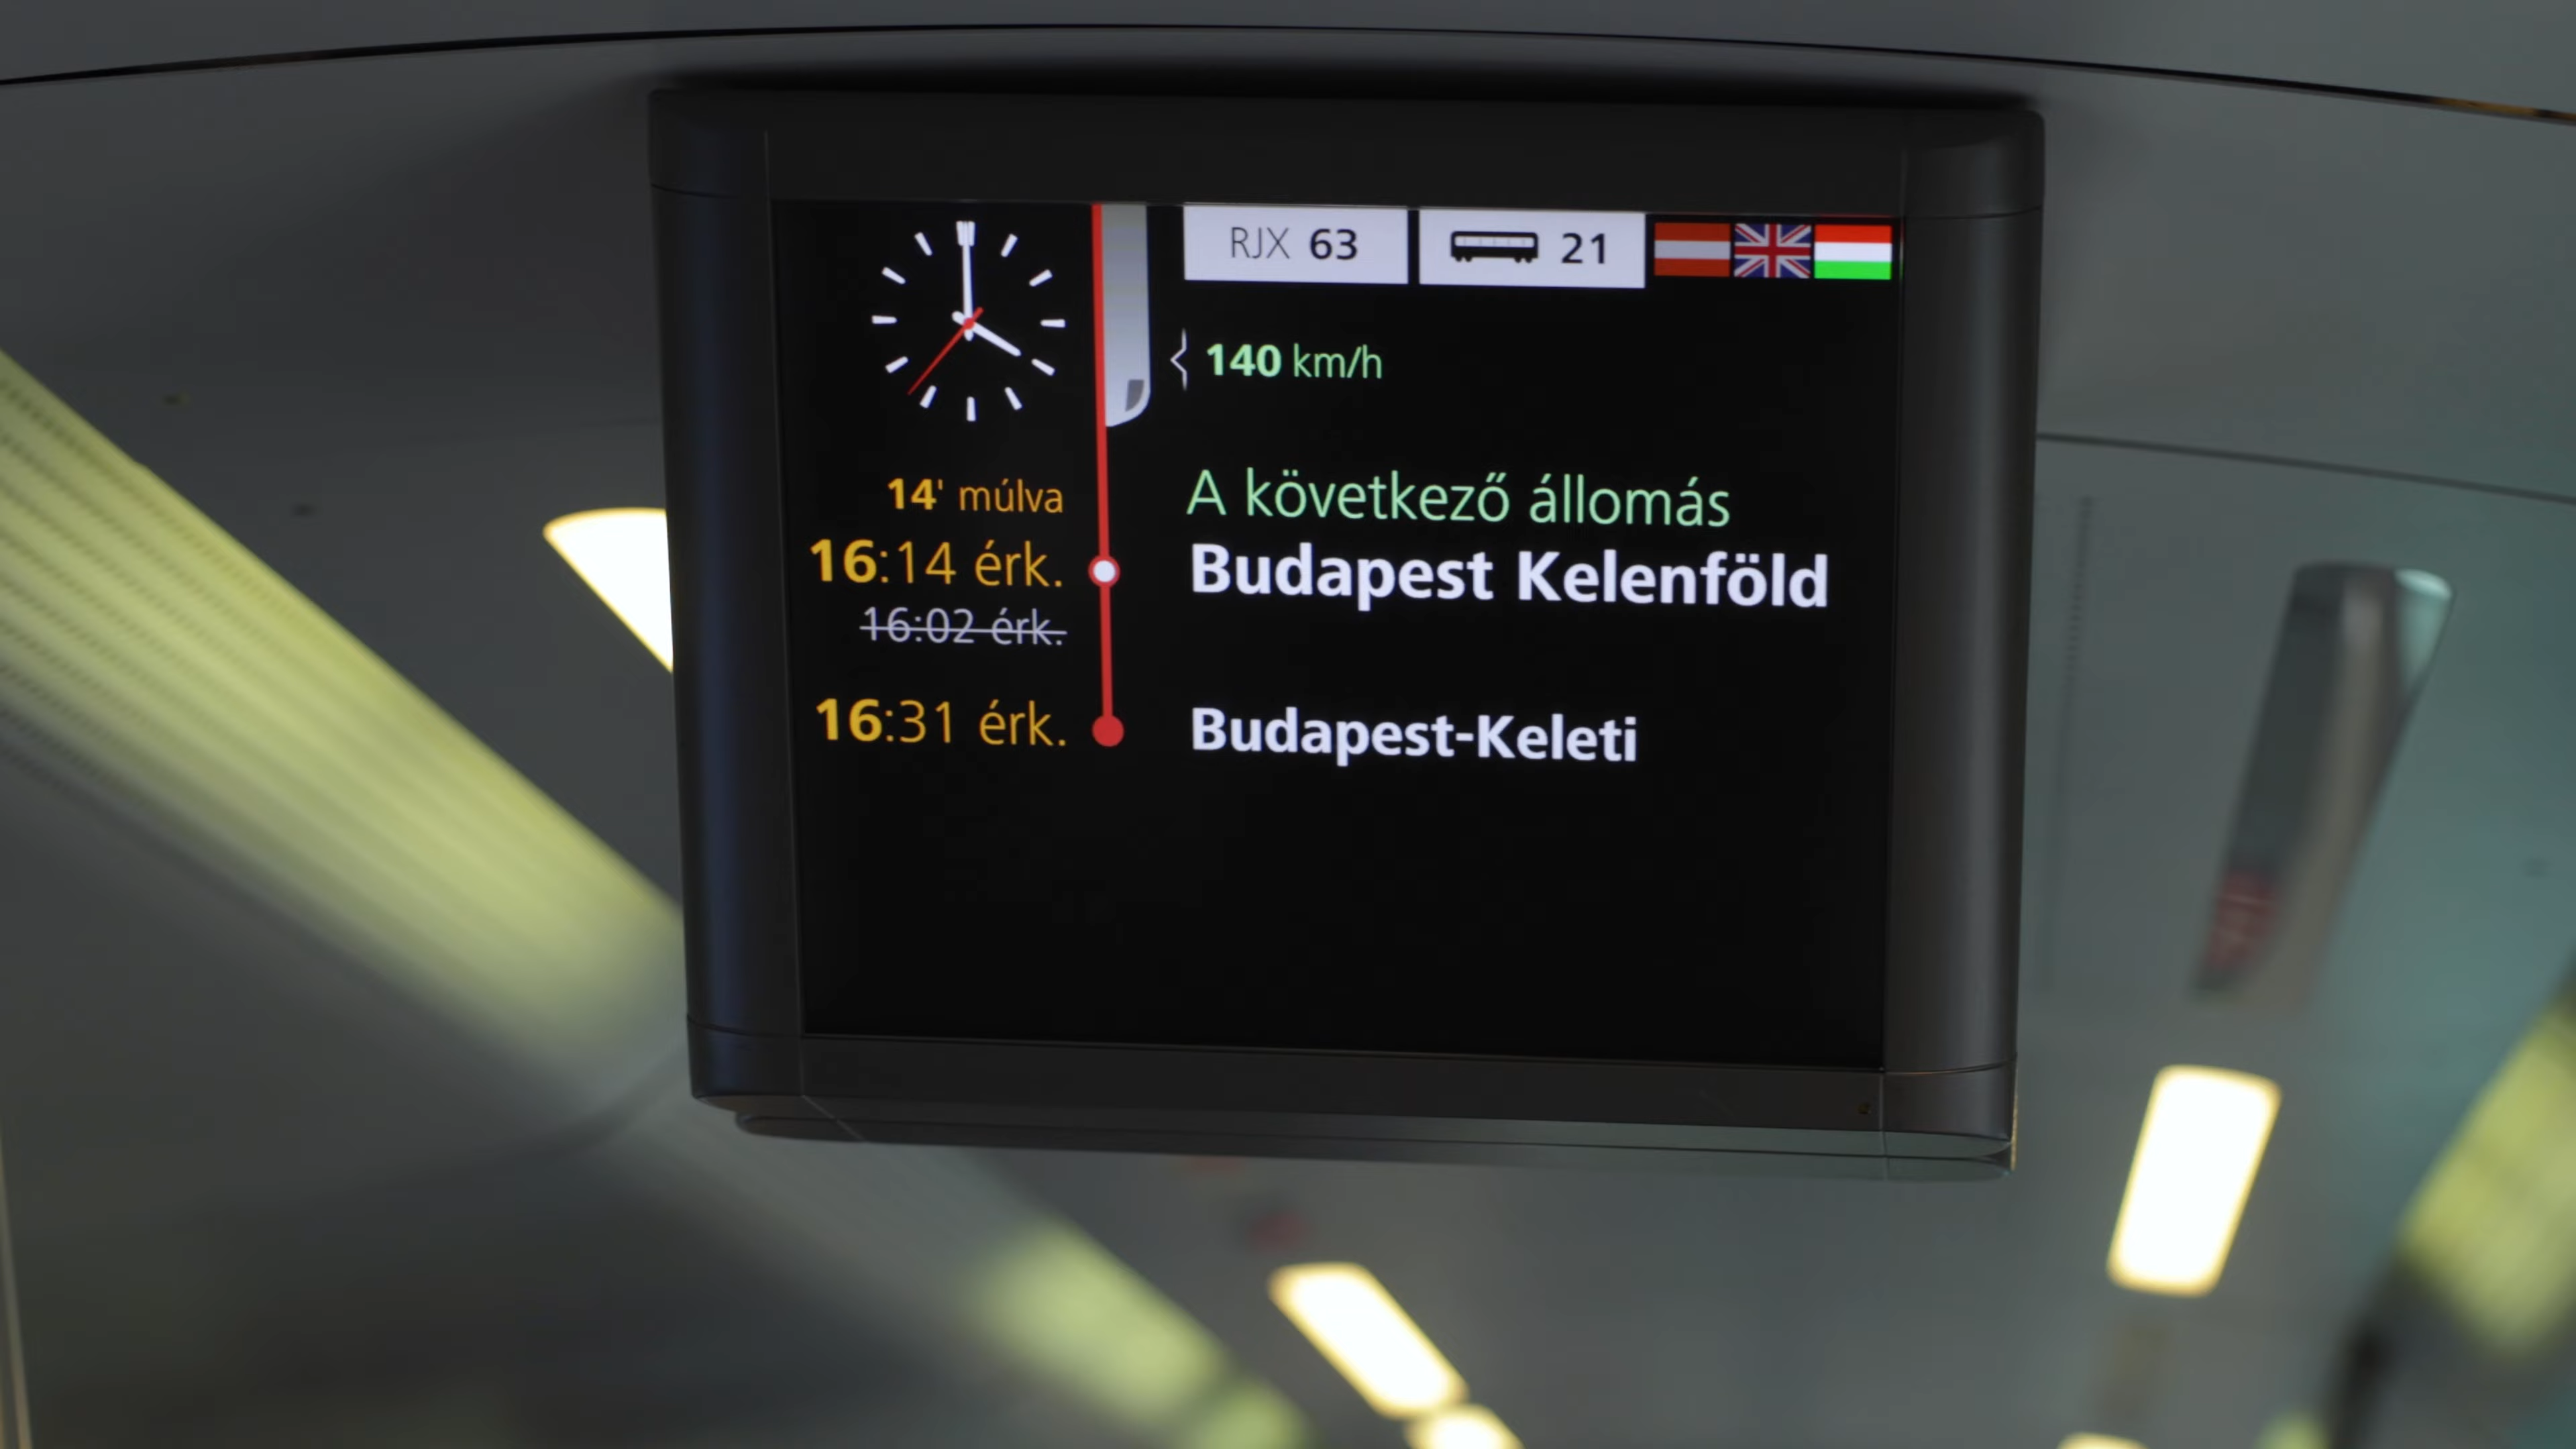 RJX 63
21
140 km/h
14' múlva
A következő állomás
16:14 érk.
Budapest Kelenföld
16:02 érk.
16:31 érk.
Budapest-Keleti